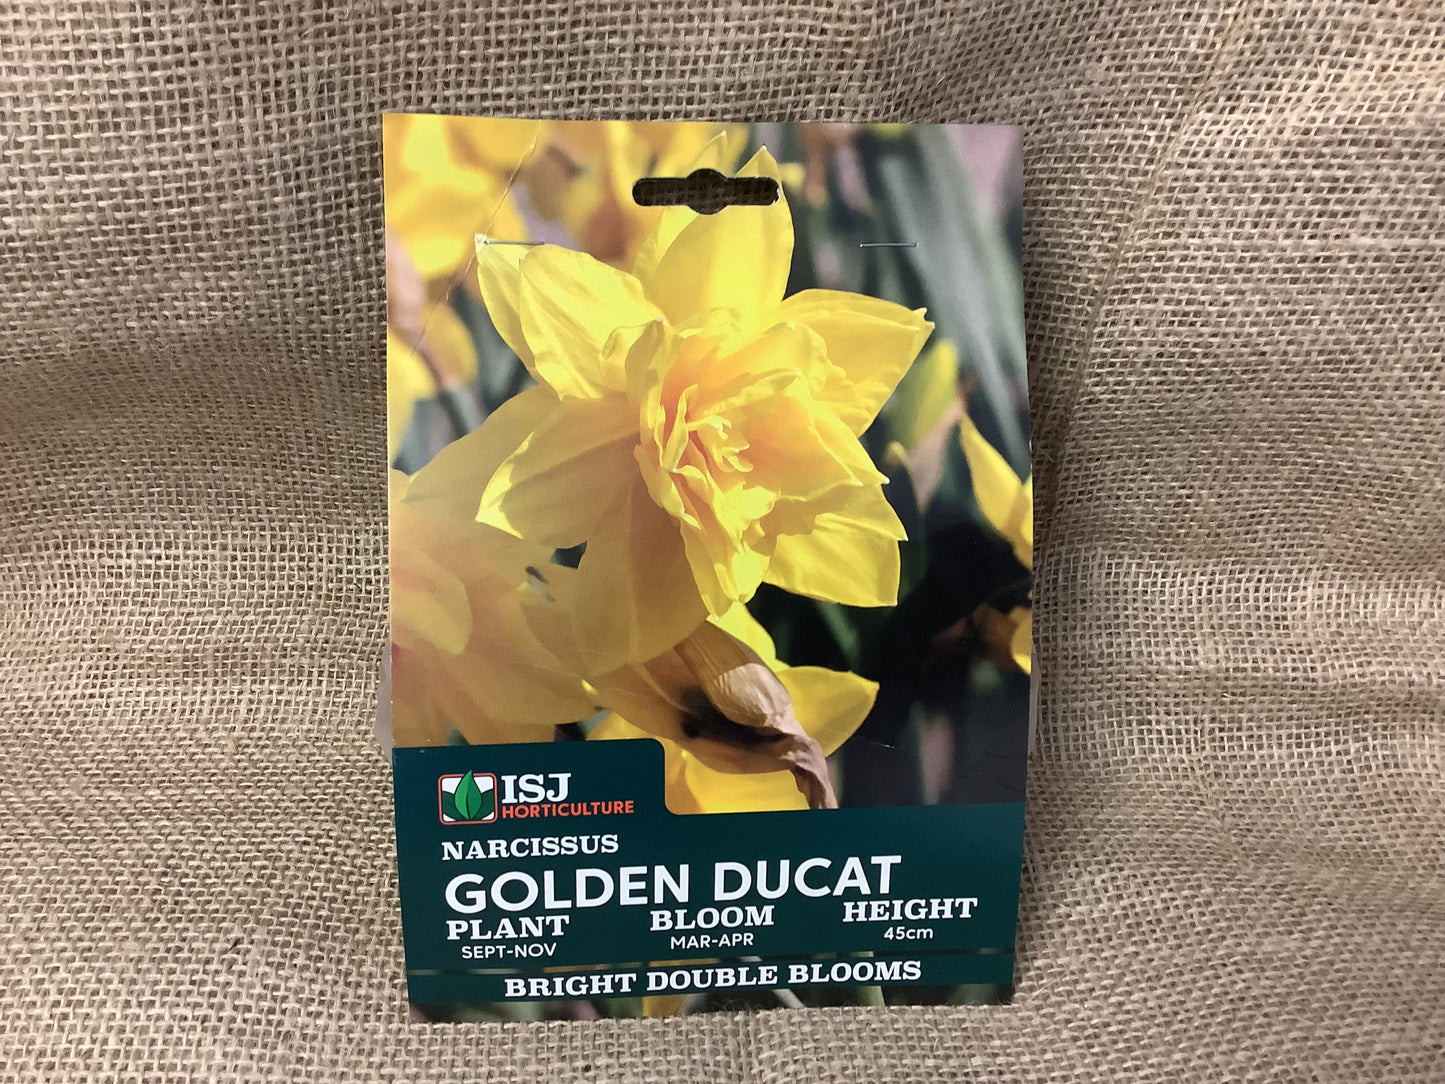 ISJ
HORTICULTURE
NARCISSUS
GOLDEN DUCAT
PLANT BLOOM HEIGHT
SEPT-NOV MAR-APR 45cm
BRIGHT DOUBLE BLOOMS